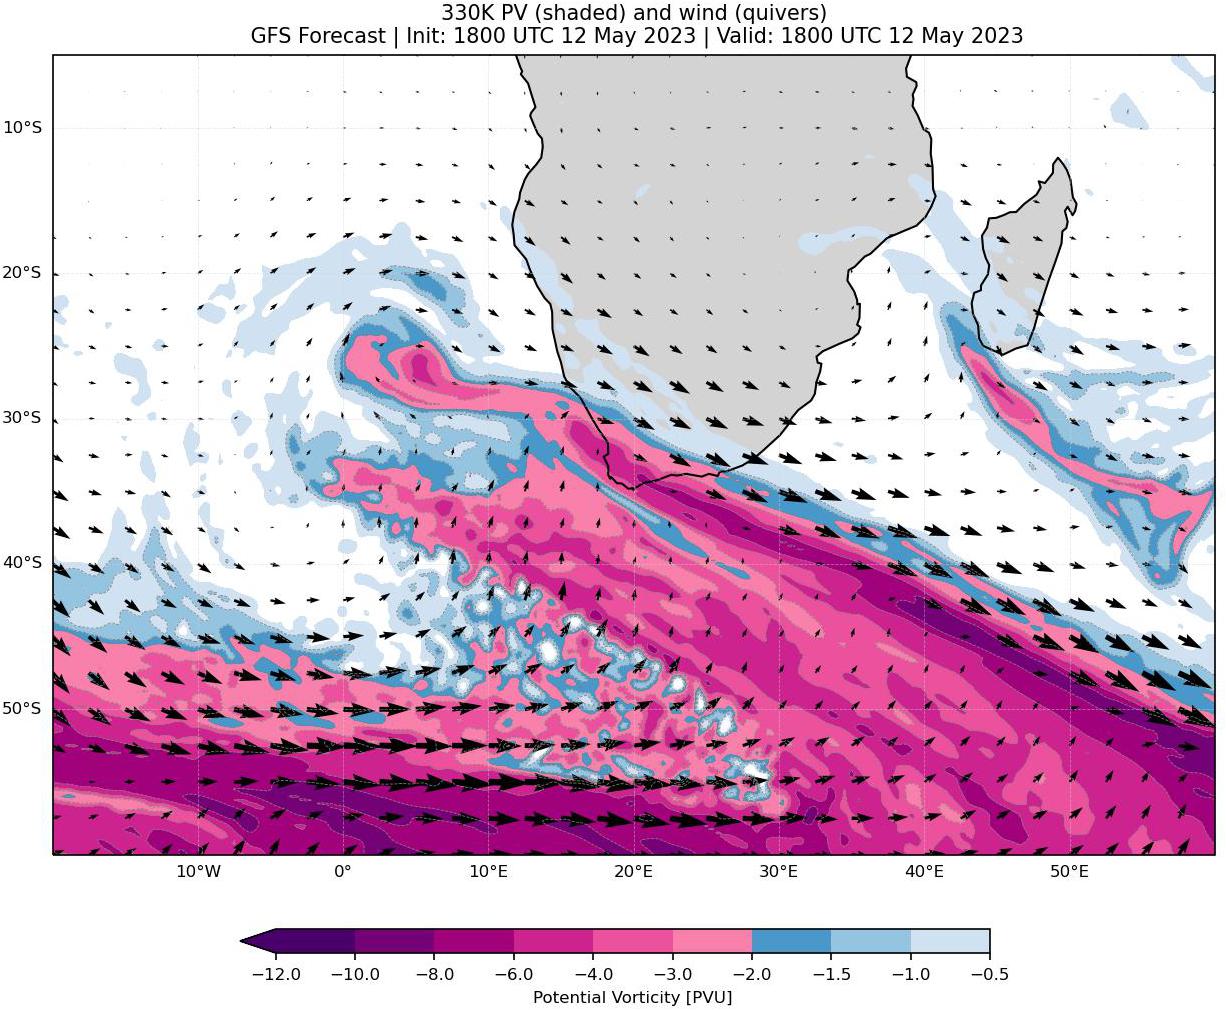 330K PV (shaded) and wind (quivers)
GFS Forecast | Init: 1800 UTC 12 May 2023 | Valid: 1800 UTC 12 May 2023
10°S
20°S
30°S
40°S
50°S
10°W 0° 10°E 20°E 30°E 40°E 50°E
−12.0 −10.0 −8.0 −6.0 −4.0 −3.0 −2.0 −1.5 −1.0 −0.5
Potential Vorticity [PVU]